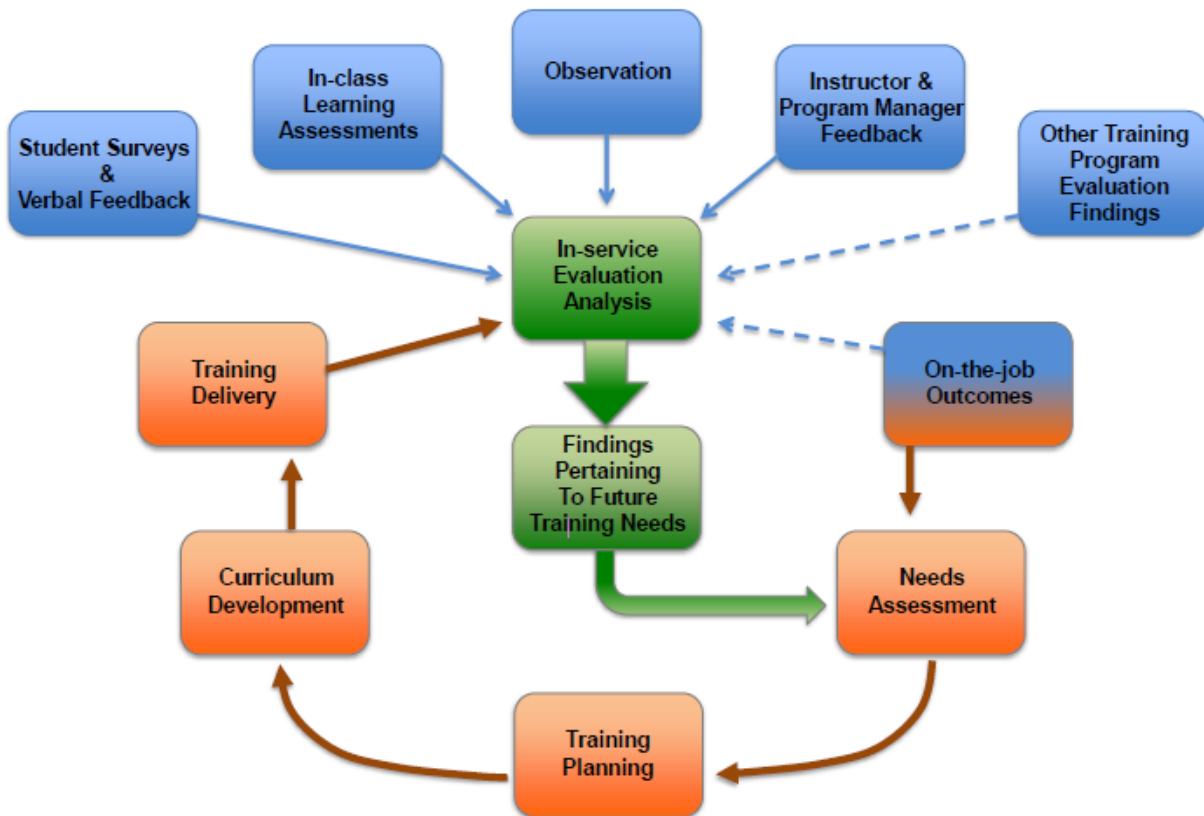 Observation
In-class
Learning
Assessments
Instructor &
Program Manager
Feedback
Student Surveys
&
Verbal Feedback
Other Training
Program
Evaluation
Findings
In-service
Evaluation
Analysis
Training
Delivery
On-the-job
Outcomes
Findings
Pertaining
To Future
Training Needs
Curriculum
Development
Needs
Assessment
Training
Planning